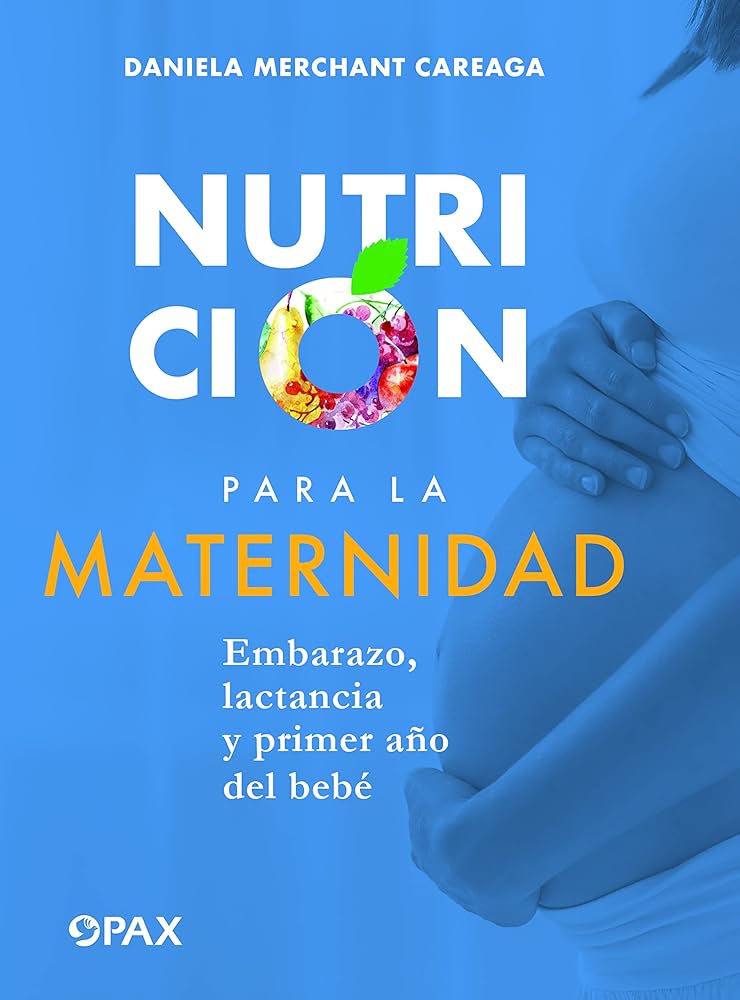 DANIELA MERCHANT CAREAGA
NUTRI
CIÓN
PARA LA
MATERNIDAD
Embarazo,
lactancia
y primer año
del bebé
PAX